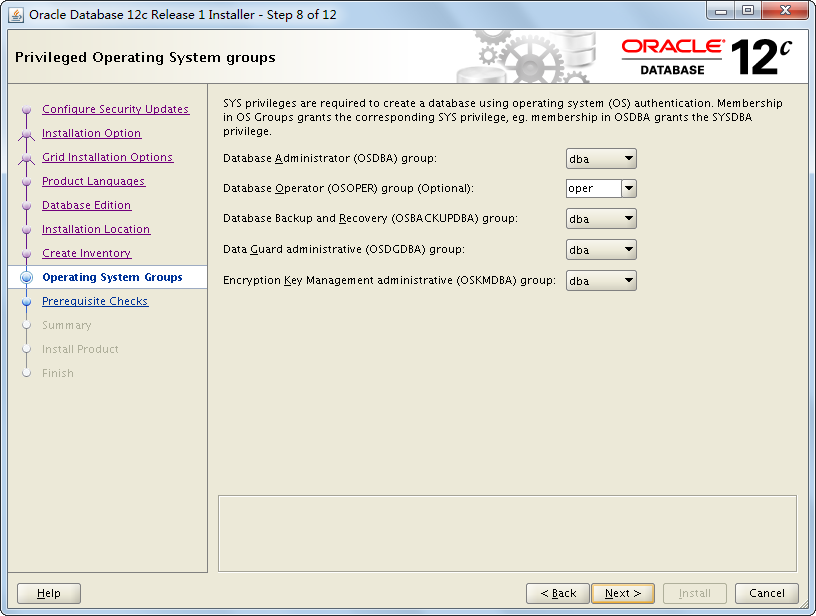 Oracle Database 12c Release 1 Installer - Step 8 of 12
Privileged Operating System groups
ORACLE®
DATABASE
12c
Configure Security Updates
Installation Option
Grid Installation Options
Product Languages
Database Edition
Installation Location
Create Inventory
Operating System Groups
Prerequisite Checks
Summary
Install Product
Finish
SYS privileges are required to create a database using operating system (OS) authentication. Membership
in OS Groups grants the corresponding SYS privilege, eg. membership in OSDBA grants the SYSDBA
privilege.
Database Administrator (OSDBA) group: dba
Database Operator (OSOPER) group (Optional): oper
Database Backup and Recovery (OSBACKUPDBA) group: dba
Data Guard administrative (OSDGDBA) group: dba
Encryption Key Management administrative (OSKMDBA) group: dba
Help < Back Next > Install Cancel